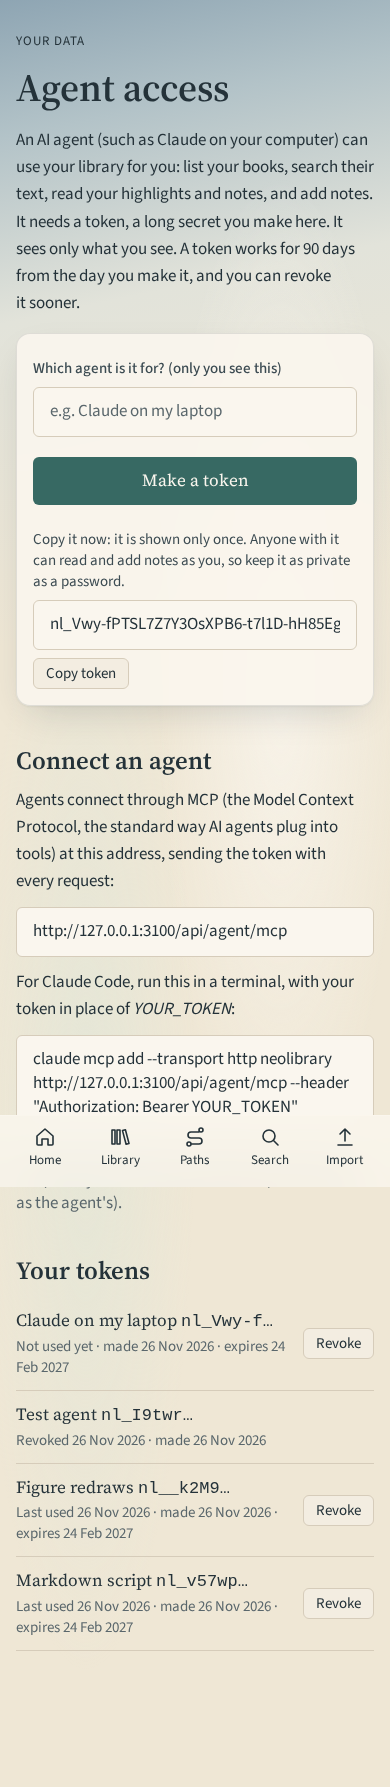 YOUR DATA
Agent access
An AI agent (such as Claude on your computer) can
use your library for you: list your books, search their
text, read your highlights and notes, and add notes.
It needs a token, a long secret you make here. It
sees only what you see. A token works for 90 days
from the day you make it, and you can revoke
it sooner.
Which agent is it for? (only you see this)
e.g. Claude on my laptop
Make a token
Copy it now: it is shown only once. Anyone with it
can read and add notes as you, so keep it as private
as a password.
nl_Vwy-fPTSL7Z7Y3OsXPB6-t7l1D-hH85Eg
Copy token
Connect an agent
Agents connect through MCP (the Model Context
Protocol, the standard way AI agents plug into
tools) at this address, sending the token with
every request:
http://127.0.0.1:3100/api/agent/mcp
For Claude Code, run this in a terminal, with your
token in place of YOUR_TOKEN:
claude mcp add --transport http neolibrary
http://127.0.0.1:3100/api/agent/mcp --header
"Authorization: Bearer YOUR_TOKEN"
Home
Library
Paths
Search
Import
as the agent's).
Your tokens
Claude on my laptop nl_Vwy-f…
Not used yet · made 26 Nov 2026 · expires 24
Feb 2027
Revoke
Test agent nl_I9twr…
Revoked 26 Nov 2026 · made 26 Nov 2026
Figure redraws nl__k2M9…
Last used 26 Nov 2026 · made 26 Nov 2026 ·
expires 24 Feb 2027
Revoke
Markdown script nl_v57wp…
Last used 26 Nov 2026 · made 26 Nov 2026 ·
expires 24 Feb 2027
Revoke